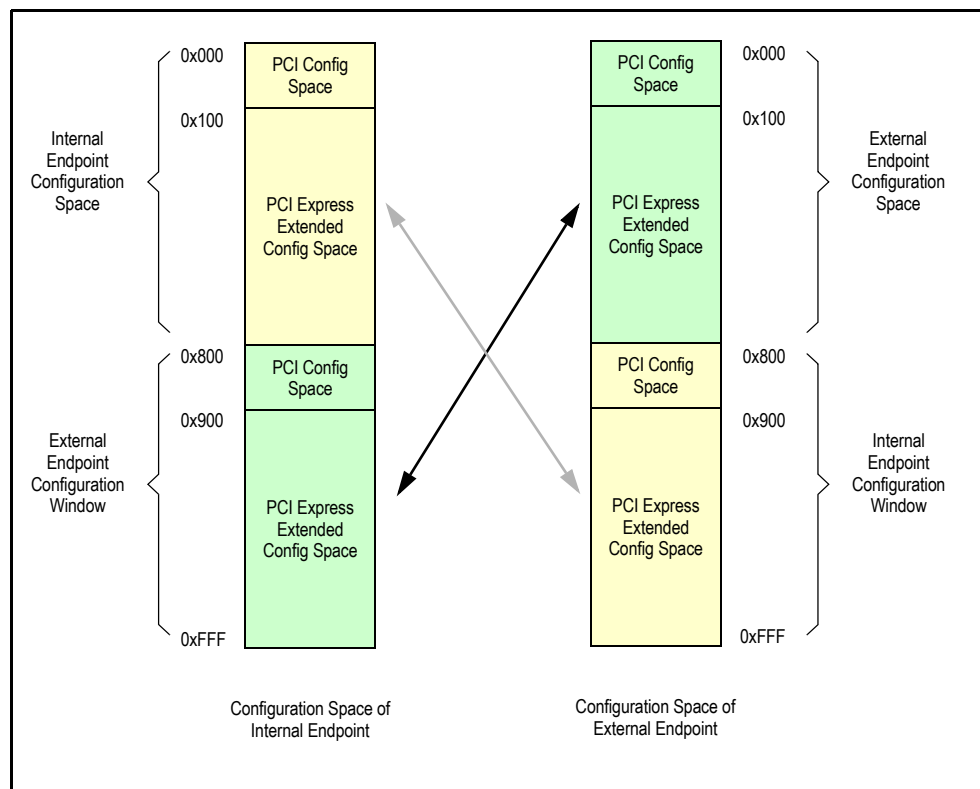 0x000
PCI Config
Space
0x100
Internal
Endpoint
Configuration
Space
PCI Express
Extended
Config Space
0x800
PCI Config
Space
0x900
External
Endpoint
Configuration
Window
PCI Express
Extended
Config Space
0xFFF
Configuration Space of
Internal Endpoint
PCI Config
Space
0x000
0x100
PCI Express
Extended
Config Space
External
Endpoint
Configuration
Space
PCI Config
Space
0x800
0x900
PCI Express
Extended
Config Space
Internal
Endpoint
Configuration
Window
0xFFF
Configuration Space of
External Endpoint